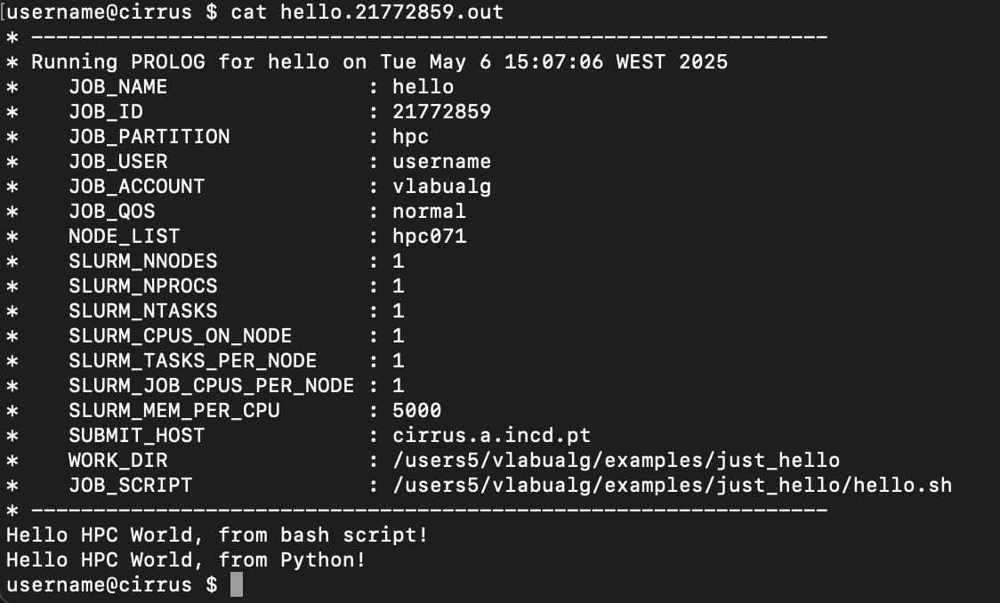 [username@cirrus $ cat hello.21772859.out
* ----------------------------------------------------------------
* Running PROLOG for hello on Tue May 6 15:07:06 WEST 2025
*    JOB_NAME                : hello
*    JOB_ID                  : 21772859
*    JOB_PARTITION           : hpc
*    JOB_USER                : username
*    JOB_ACCOUNT             : vlabualg
*    JOB_QOS                 : normal
*    NODE_LIST               : hpc071
*    SLURM_NNODES            : 1
*    SLURM_NPROCS            : 1
*    SLURM_NTASKS            : 1
*    SLURM_CPUS_ON_NODE      : 1
*    SLURM_TASKS_PER_NODE    : 1
*    SLURM_JOB_CPUS_PER_NODE : 1
*    SLURM_MEM_PER_CPU       : 5000
*    SUBMIT_HOST             : cirrus.a.incd.pt
*    WORK_DIR                : /users5/vlabualg/examples/just_hello
*    JOB_SCRIPT              : /users5/vlabualg/examples/just_hello/hello.sh
* ----------------------------------------------------------------
Hello HPC World, from bash script!
Hello HPC World, from Python!
username@cirrus $